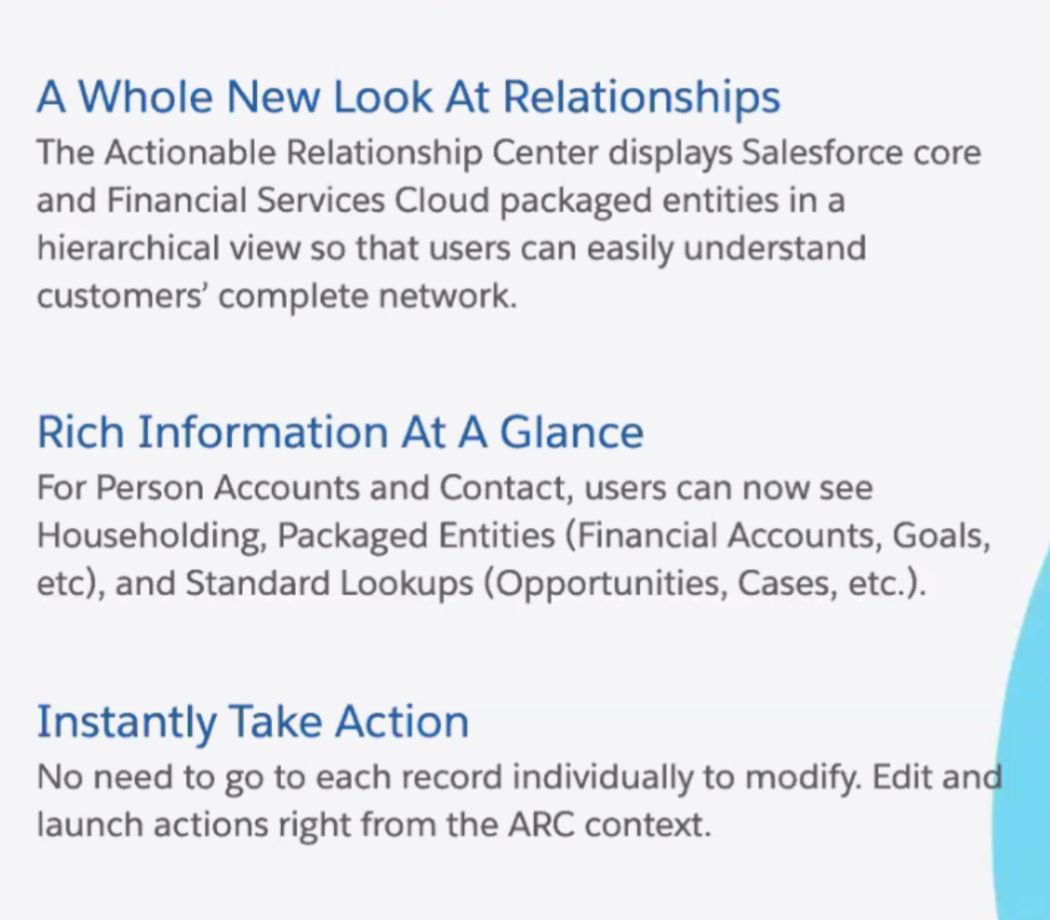 A Whole New Look At Relationships
The Actionable Relationship Center displays Salesforce core
and Financial Services Cloud packaged entities in a
hierarchical view so that users can easily understand
customers’ complete network.
Rich Information At A Glance
For Person Accounts and Contact, users can now see
Householding, Packaged Entities (Financial Accounts, Goals,
etc), and Standard Lookups (Opportunities, Cases, etc.).
Instantly Take Action
No need to go to each record individually to modify. Edit and
launch actions right from the ARC context.